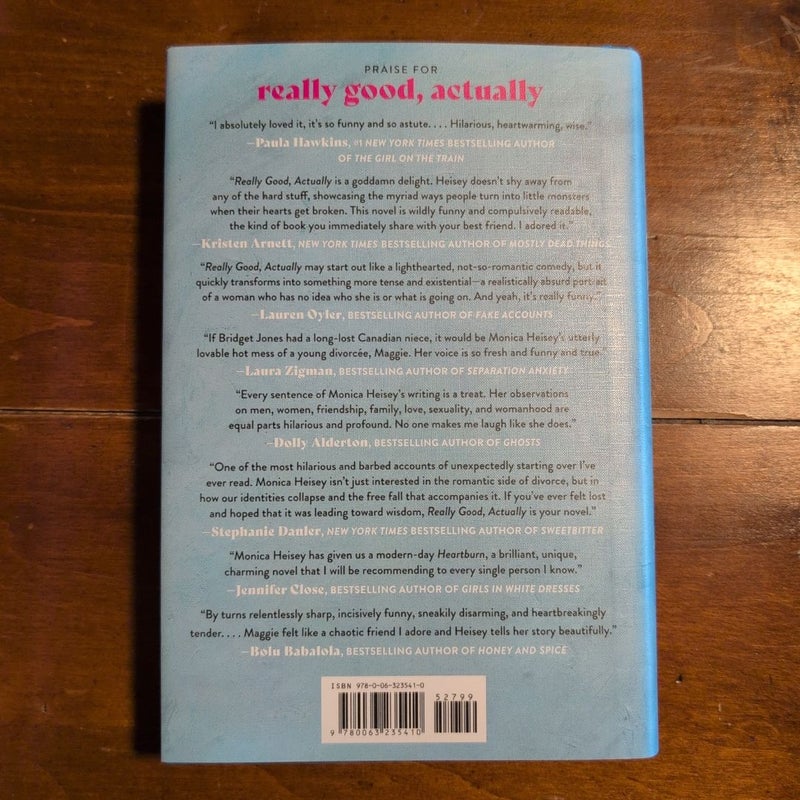 PRAISE FOR
really good, actually
“I absolutely loved it, it’s so funny and so astute. . . . Hilarious, heartwarming, wise.”
—Paula Hawkins, #1 NEW YORK TIMES BESTSELLING AUTHOR
OF THE GIRL ON THE TRAIN
“Really Good, Actually is a goddamn delight. Heisey doesn’t shy away from
any of the hard stuff, showcasing the myriad ways people turn into little monsters
when their hearts get broken. This novel is wildly funny and compulsively readable,
the kind of book you immediately share with your best friend. I adored it.”
—Kristen Arnett, NEW YORK TIMES BESTSELLING AUTHOR OF MOSTLY DEAD THINGS
“Really Good, Actually may start out like a lighthearted, not-so-romantic comedy, but it
quickly transforms into something more tense and existential—a realistically absurd portrait
of a woman who has no idea who she is or what is going on. And yeah, it’s really funny.”
—Lauren Oyler, BESTSELLING AUTHOR OF FAKE ACCOUNTS
“If Bridget Jones had a long-lost Canadian niece, it would be Monica Heisey’s utterly
lovable hot mess of a young divorcée, Maggie. Her voice is so fresh and funny and true.”
—Laura Zigman, BESTSELLING AUTHOR OF SEPARATION ANXIETY
“Every sentence of Monica Heisey’s writing is a treat. Her observations
on men, women, friendship, family, love, sexuality, and womanhood are
equal parts hilarious and profound. No one makes me laugh like she does.”
—Dolly Alderton, BESTSELLING AUTHOR OF GHOSTS
“One of the most hilarious and barbed accounts of unexpectedly starting over I’ve
ever read. Monica Heisey isn’t just interested in the romantic side of divorce, but in
how our identities collapse and the free fall that accompanies it. If you’ve ever felt lost
and hoped that it was leading toward wisdom, Really Good, Actually is your novel.”
—Stephanie Danler, NEW YORK TIMES BESTSELLING AUTHOR OF SWEETBITTER
“Monica Heisey has given us a modern-day Heartburn, a brilliant, unique,
charming novel that I will be recommending to every single person I know.”
—Jennifer Close, BESTSELLING AUTHOR OF GIRLS IN WHITE DRESSES
“By turns relentlessly sharp, incisively funny, sneakily disarming, and heartbreakingly
tender. . . . Maggie felt like a chaotic friend I adore and Heisey tells her story beautifully.”
—Bolu Babalola, BESTSELLING AUTHOR OF HONEY AND SPICE
ISBN 978-0-06-323541-0
52799
9 780063 235410